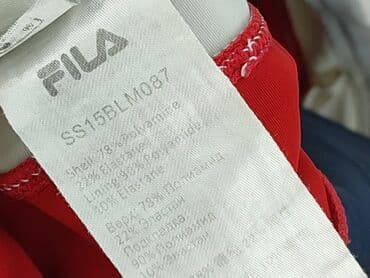 FILA
SS15BLM087
Shell: 78% Polyamine
22% Elastane
Lining: 90% Polyamide
10% Elastane
Верх: 78% Полиамид
22% Эластан
Подкладка
90% Полиамид
10% Эластан